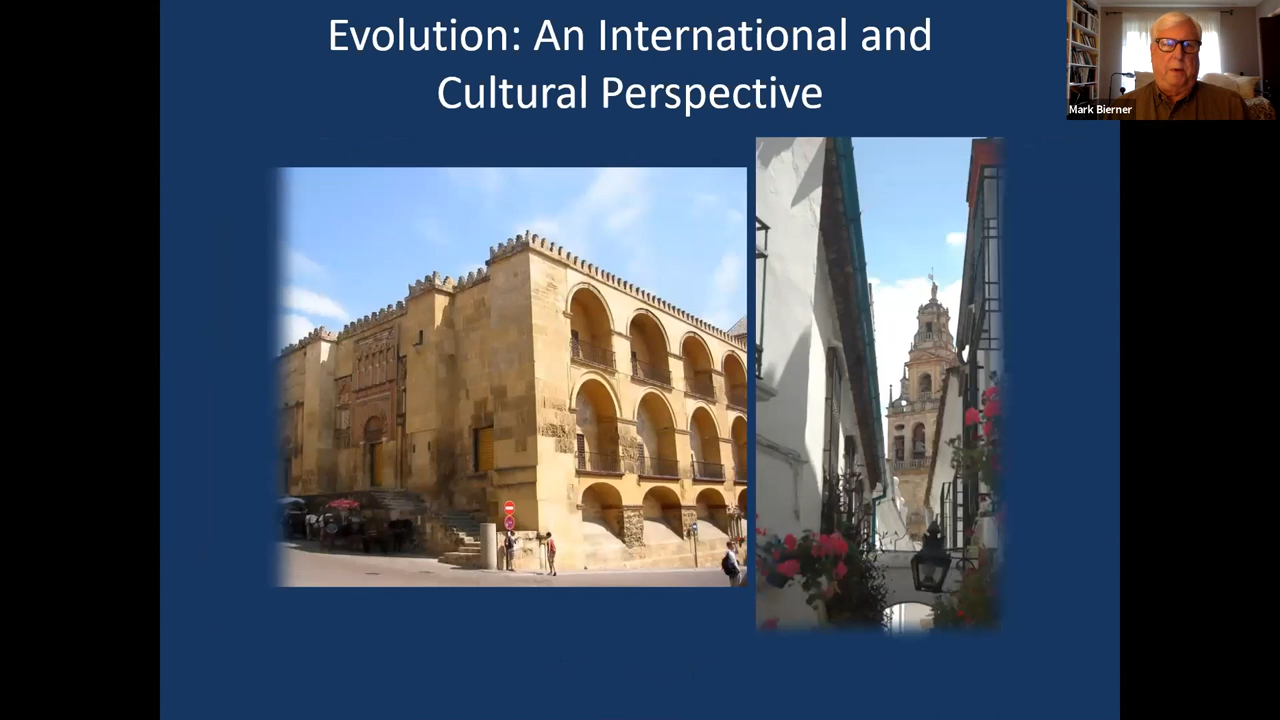 Evolution: An International and
Cultural Perspective
Mark Bierner